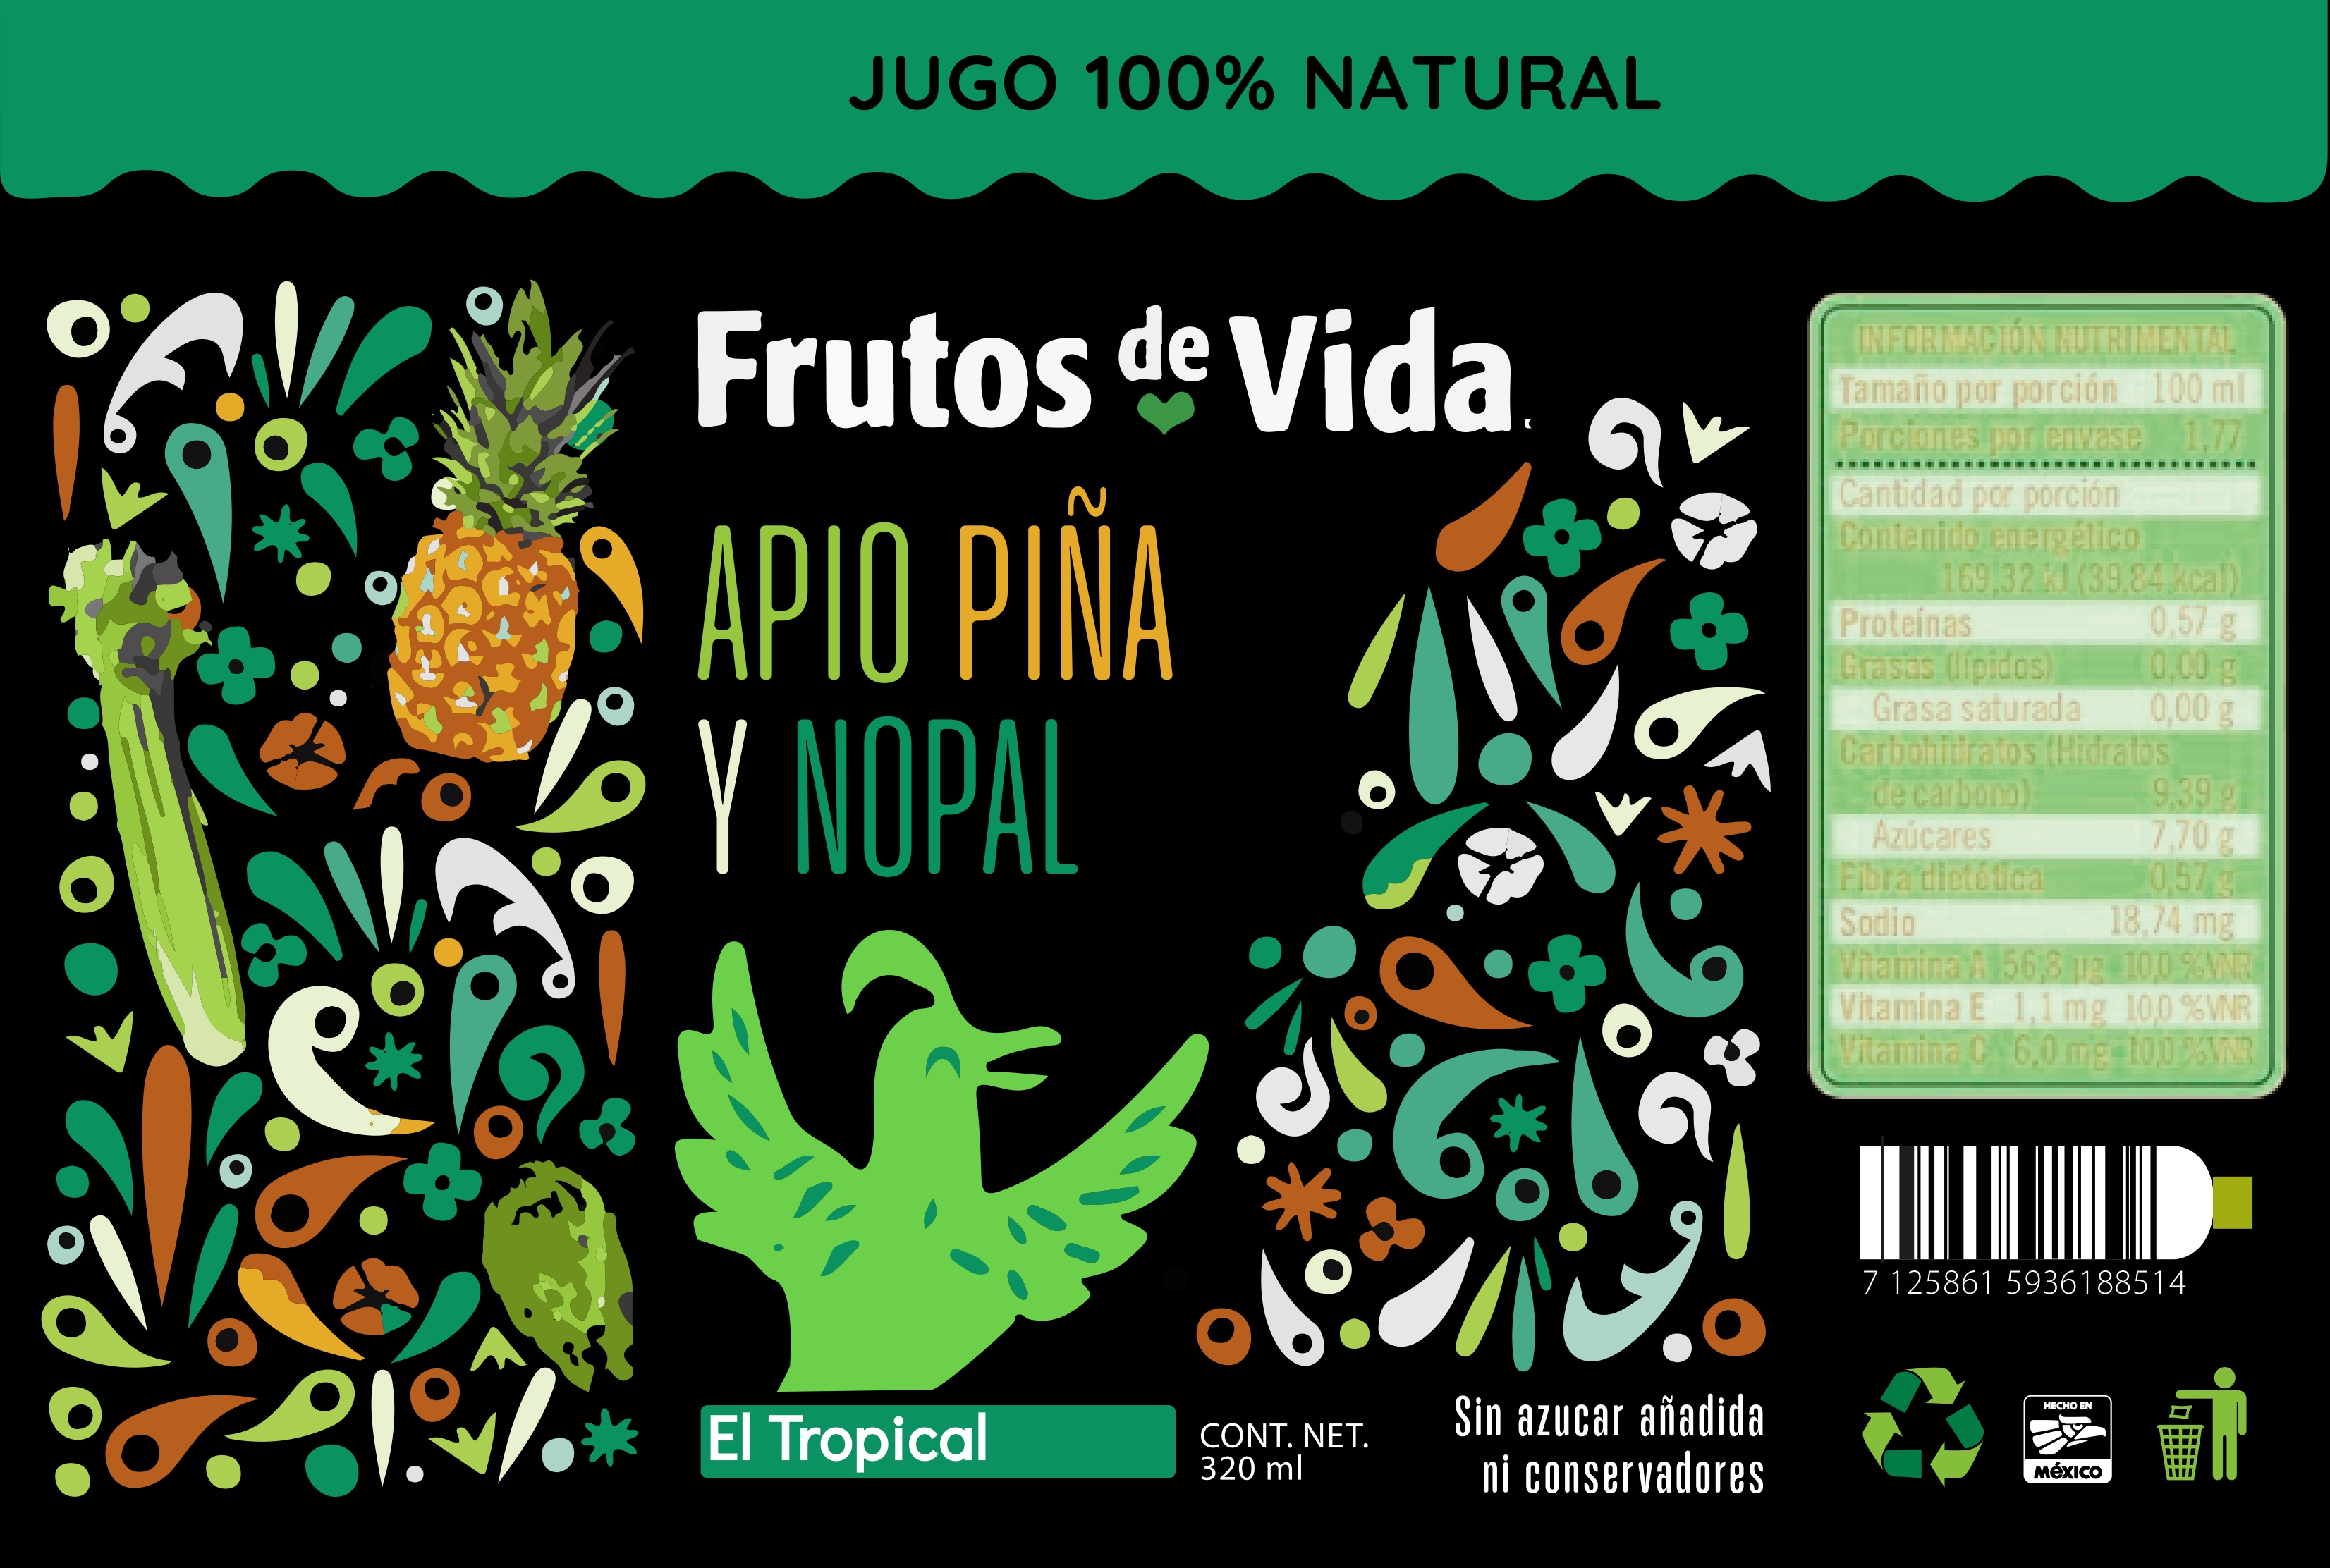 JUGO 100% NATURAL
Frutos de Vida
APIO PIÑA
Y NOPAL
El Tropical
CONT. NET.
320 ml
Sin azucar añadida
ni conservadores
INFORMACIÓN NUTRIMENTAL
Tamaño por porción 100 ml
Porciones por envase 1,77
Cantidad por porción
Contenido energético
169,32 kJ (39,84 kcal)
Proteínas 0,57 g
Grasas (lípidos) 0,00 g
Grasa saturada 0,00 g
Carbohidratos (Hidratos
de carbono) 9,39 g
Azúcares 7,70 g
Fibra dietética 0,57 g
Sodio 18,74 mg
Vitamina A 56,8 µg 10,0 %VNR
Vitamina E 1,1 mg 10,0 %VNR
Vitamina C 6,0 mg 10,0 %VNR
7 125861 5936188514
HECHO EN
MéXICO